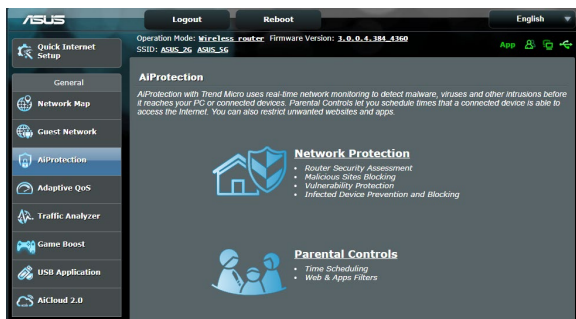 ASUS
Logout
Reboot
English
Quick Internet
Setup
Operation Mode: Wireless router Firmware Version: 3.0.0.4.384_4360
SSID: ASUS_2G ASUS_5G
App
General
Network Map
Guest Network
AiProtection
Adaptive QoS
Traffic Analyzer
Game Boost
USB Application
AiCloud 2.0
AiProtection
AiProtection with Trend Micro uses real-time network monitoring to detect malware, viruses and other intrusions before
it reaches your PC or connected devices. Parental Controls let you schedule times that a connected device is able to
access the Internet. You can also restrict unwanted websites and apps.
Network Protection
• Router Security Assessment
• Malicious Sites Blocking
• Vulnerability Protection
• Infected Device Prevention and Blocking
Parental Controls
• Time Scheduling
• Web & Apps Filters